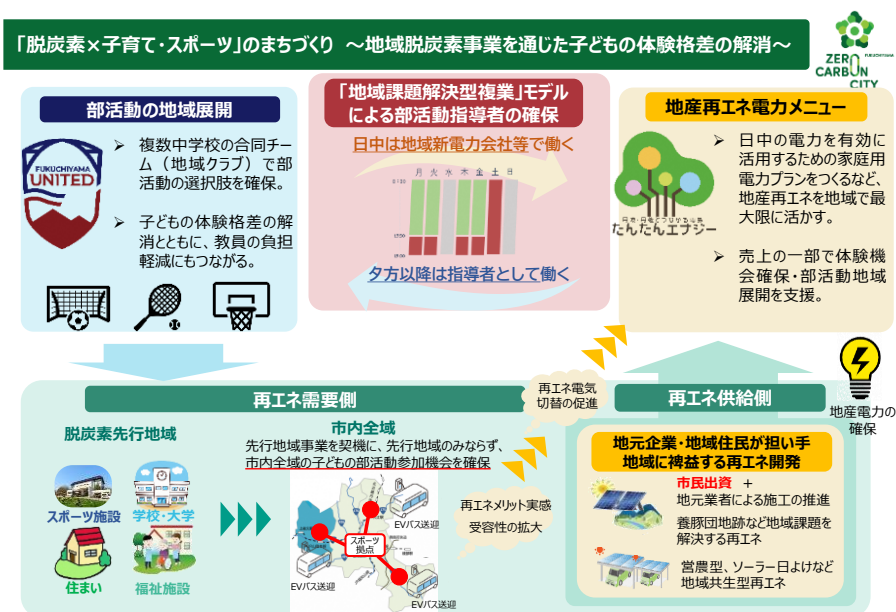 「脱炭素×子育て・スポーツ」のまちづくり ～地域脱炭素事業を通じた子どもの体験格差の解消～
ZERO
CARBON
CITY
FUKUCHIYAMA
部活動の地域展開
FUKUCHIYAMA
UNITED
➢ 複数中学校の合同チー
ム（地域クラブ）で部
活動の選択肢を確保。
➢ 子どもの体験格差の解
消とともに、教員の負担
軽減にもつながる。
「地域課題解決型複業」モデル
による部活動指導者の確保
日中は地域新電力会社等で働く
月 火 水 木 金 土 日
夕方以降は指導者として働く
地産再エネ電力メニュー
たんたんエナジー
➢ 日中の電力を有効に
活用するための家庭用
電力プランをつくるなど、
地産再エネを地域で最
大限に活かす。
➢ 売上の一部で体験機
会確保・部活動地域
展開を支援。
再エネ需要側
脱炭素先行地域
スポーツ施設
学校・大学
住まい
福祉施設
市内全域
先行地域事業を契機に、先行地域のみならず、
市内全域の子どもの部活動参加機会を確保
スポーツ
拠点
EVバス送迎
EVバス送迎
EVバス送迎
再エネ電気
切替の促進
再エネメリット実感
受容性の拡大
再エネ供給側
地産電力の
確保
地元企業・地域住民が担い手
地域に裨益する再エネ開発
市民出資 +
地元業者による施工の推進
養豚団地跡など地域課題を
解決する再エネ
営農型、ソーラー日よけなど
地域共生型再エネ